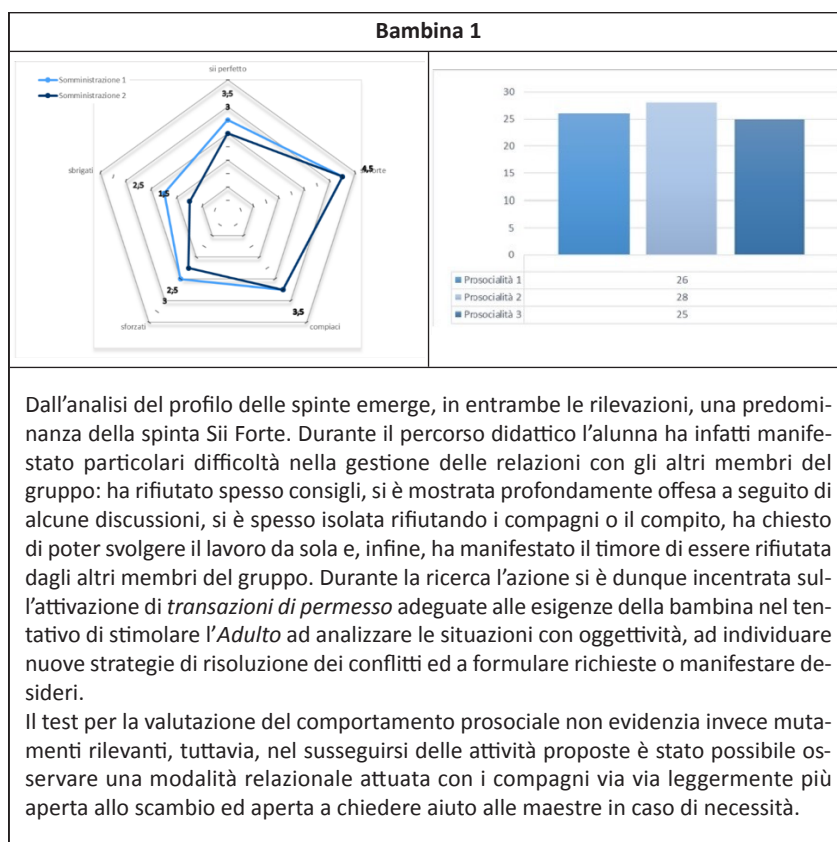 Bambina 1
sii perfetto
Somministrazione 1
Somministrazione 2
3,5
3
4,5
sbrigati
2,5
1,5
2,5
3
3,5
sforzati
compiaci
30
25
20
15
10
5
0
Prosocialità 1 26
Prosocialità 2 28
Prosocialità 3 25
Dall’analisi del profilo delle spinte emerge, in entrambe le rilevazioni, una predomi-
nanza della spinta Sii Forte. Durante il percorso didattico l’alunna ha infatti manife-
stato particolari difficoltà nella gestione delle relazioni con gli altri membri del
gruppo: ha rifiutato spesso consigli, si è mostrata profondamente offesa a seguito di
alcune discussioni, si è spesso isolata rifiutando i compagni o il compito, ha chiesto
di poter svolgere il lavoro da sola e, infine, ha manifestato il timore di essere rifiutata
dagli altri membri del gruppo. Durante la ricerca l’azione si è dunque incentrata sul-
l’attivazione di transazioni di permesso adeguate alle esigenze della bambina nel ten-
tativo di stimolare l’Adulto ad analizzare le situazioni con oggettività, ad individuare
nuove strategie di risoluzione dei conflitti ed a formulare richieste o manifestare de-
sideri.
Il test per la valutazione del comportamento prosociale non evidenzia invece muta-
menti rilevanti, tuttavia, nel susseguirsi delle attività proposte è stato possibile os-
servare una modalità relazionale attuata con i compagni via via leggermente più
aperta allo scambio ed aperta a chiedere aiuto alle maestre in caso di necessità.